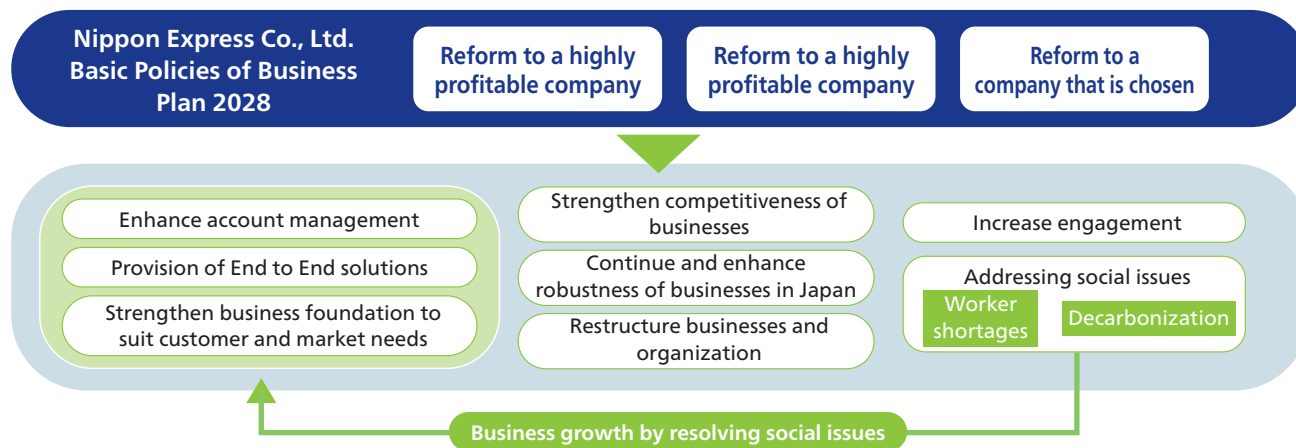 Nippon Express Co., Ltd.
Basic Policies of Business
Plan 2028
Reform to a highly
profitable company
Reform to a highly
profitable company
Reform to a
company that is chosen
Enhance account management
Provision of End to End solutions
Strengthen business foundation to
suit customer and market needs
Strengthen competitiveness of
businesses
Continue and enhance
robustness of businesses in Japan
Restructure businesses and
organization
Increase engagement
Addressing social issues
Worker
shortages
Decarbonization
Business growth by resolving social issues